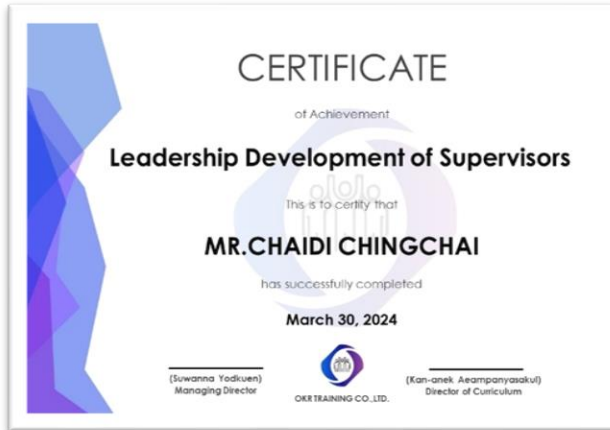 CERTIFICATE
of Achievement
Leadership Development of Supervisors
This is to certify that
MR.CHAIDI CHINGCHAI
has successfully completed
March 30, 2024
(Suwanna Yodkuen)
Managing Director
OKR TRAINING CO.,LTD.
(Kan-anek Aeampanyasakul)
Director of Curriculum